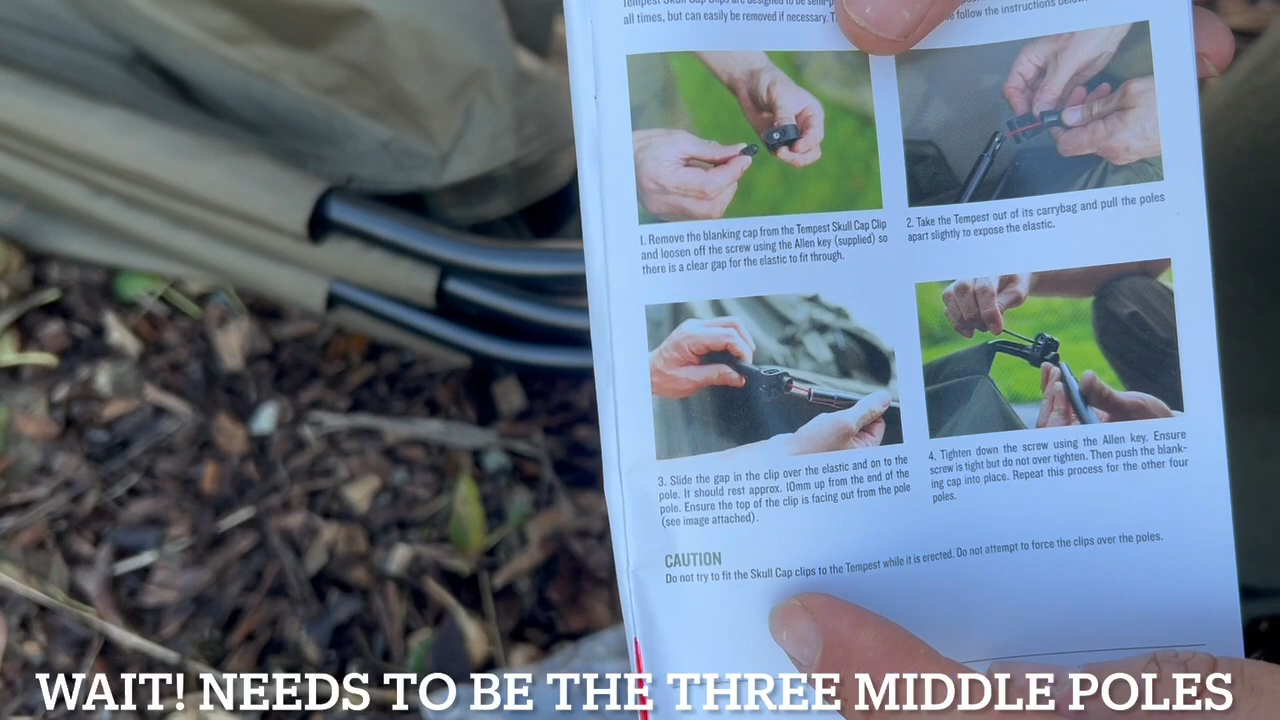 Tempest Skull Cap Clips are designed to be semi-p
all times, but can easily be removed if necessary. T
follow the instructions below
1. Remove the blanking cap from the Tempest Skull Cap Clip
and loosen off the screw using the Allen key (supplied) so
there is a clear gap for the elastic to fit through.
2. Take the Tempest out of its carrybag and pull the poles
apart slightly to expose the elastic.
3. Slide the gap in the clip over the elastic and on to the
pole. It should rest approx. 10mm up from the end of the
pole. Ensure the top of the clip is facing out from the pole
(see image attached).
4. Tighten down the screw using the Allen key. Ensure
screw is tight but do not over tighten. Then push the blank-
ing cap into place. Repeat this process for the other four
poles.
CAUTION
Do not try to fit the Skull Cap clips to the Tempest while it is erected. Do not attempt to force the clips over the poles.
WAIT! NEEDS TO BE THE THREE MIDDLE POLES